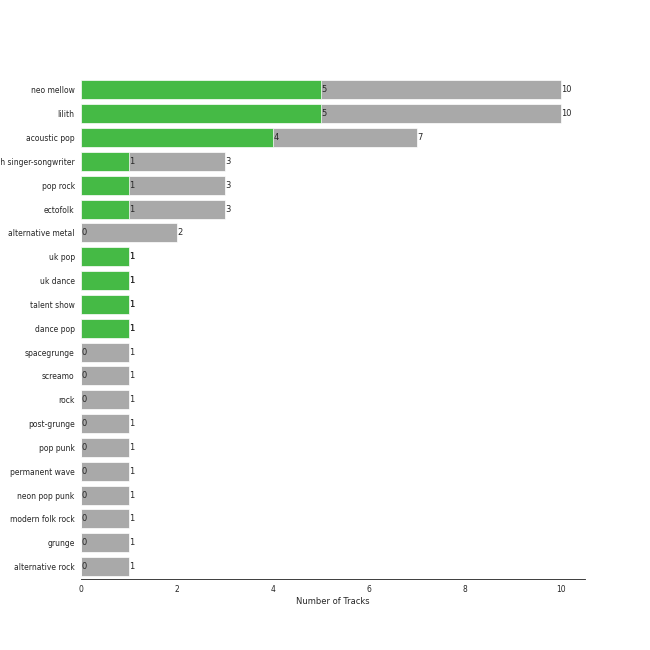 neo mellow 5 10
lilith 5 10
acoustic pop 4 7
h singer-songwriter 1 3
pop rock 1 3
ectofolk 1 3
alternative metal 0 2
uk pop 1
uk dance 1
talent show 1
dance pop 1
spacegrunge 0 1
screamo 0 1
rock 0 1
post-grunge 0 1
pop punk 0 1
permanent wave 0 1
neon pop punk 0 1
modern folk rock 0 1
grunge 0 1
alternative rock 0 1
0 2 4 6 8 10
Number of Tracks